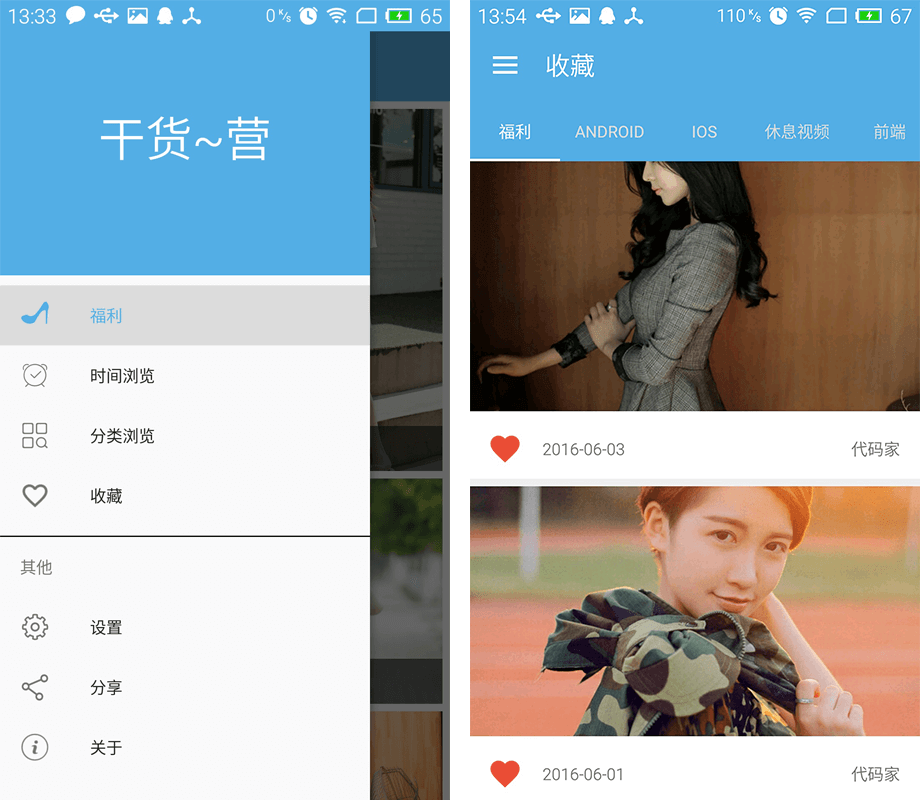 13:33
0 K/s
65
干货~营
福利
时间浏览
分类浏览
收藏
其他
设置
分享
关于
13:54
110 K/s
67
收藏
福利 ANDROID IOS 休息视频 前端
2016-06-03 代码家
2016-06-01 代码家